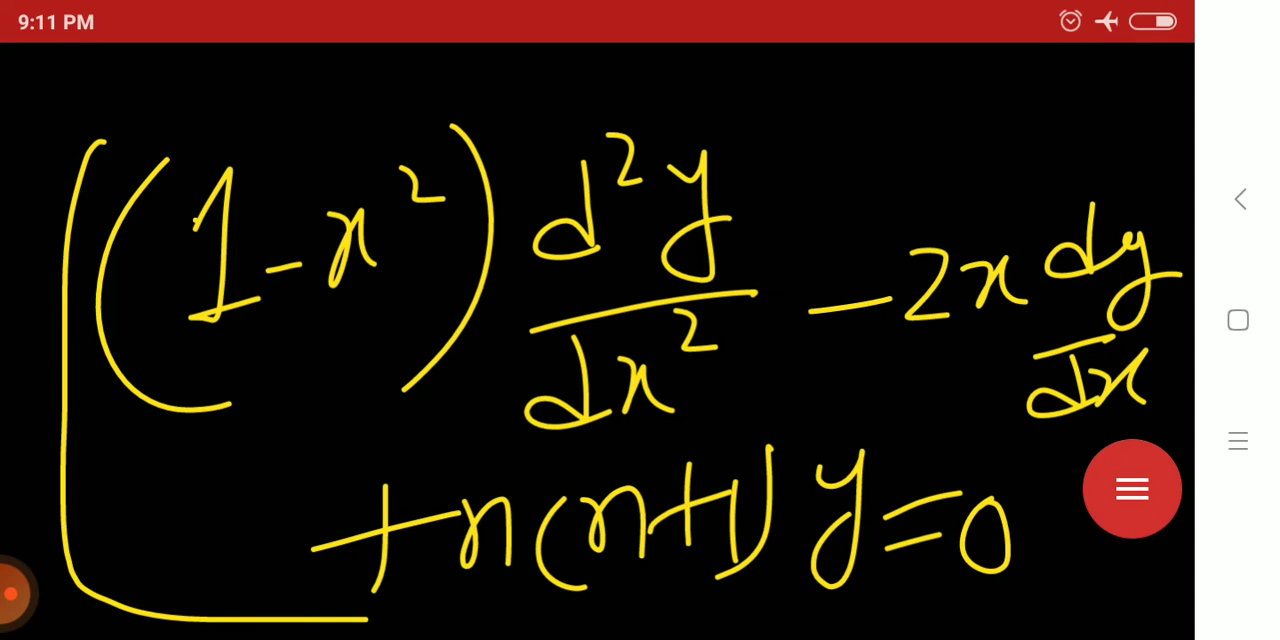 9:11 PM
(1-x²) d²y/dx² - 2x dy/dx
+n(n+1)y=0